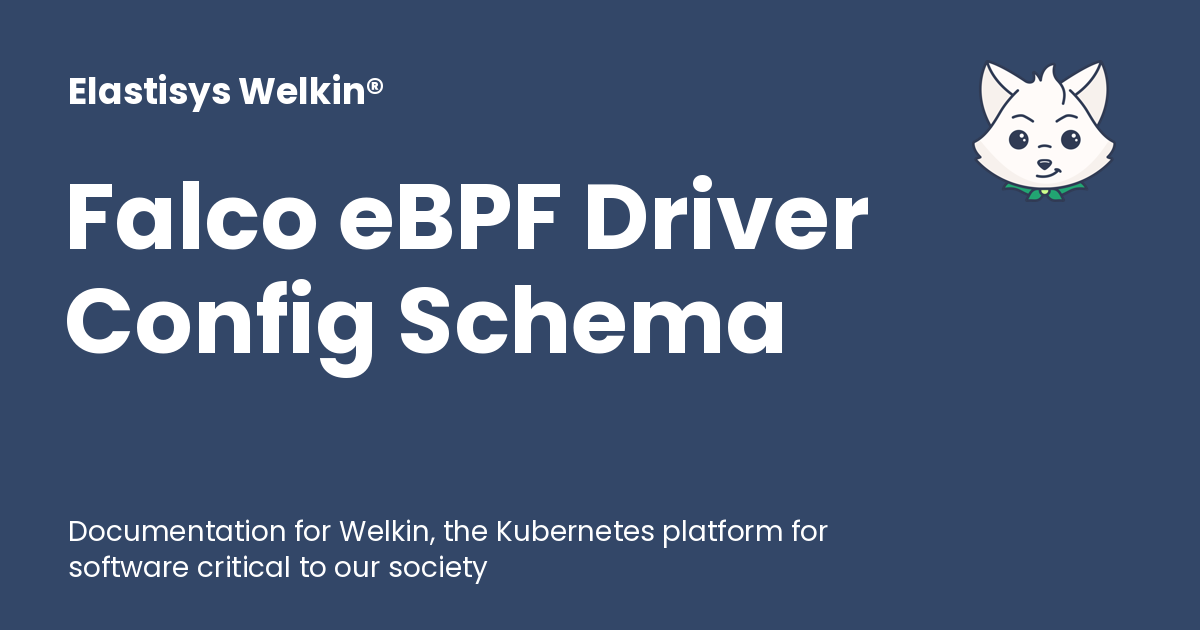 Elastisys Welkin®
Falco eBPF Driver
Config Schema
Documentation for Welkin, the Kubernetes platform for
software critical to our society